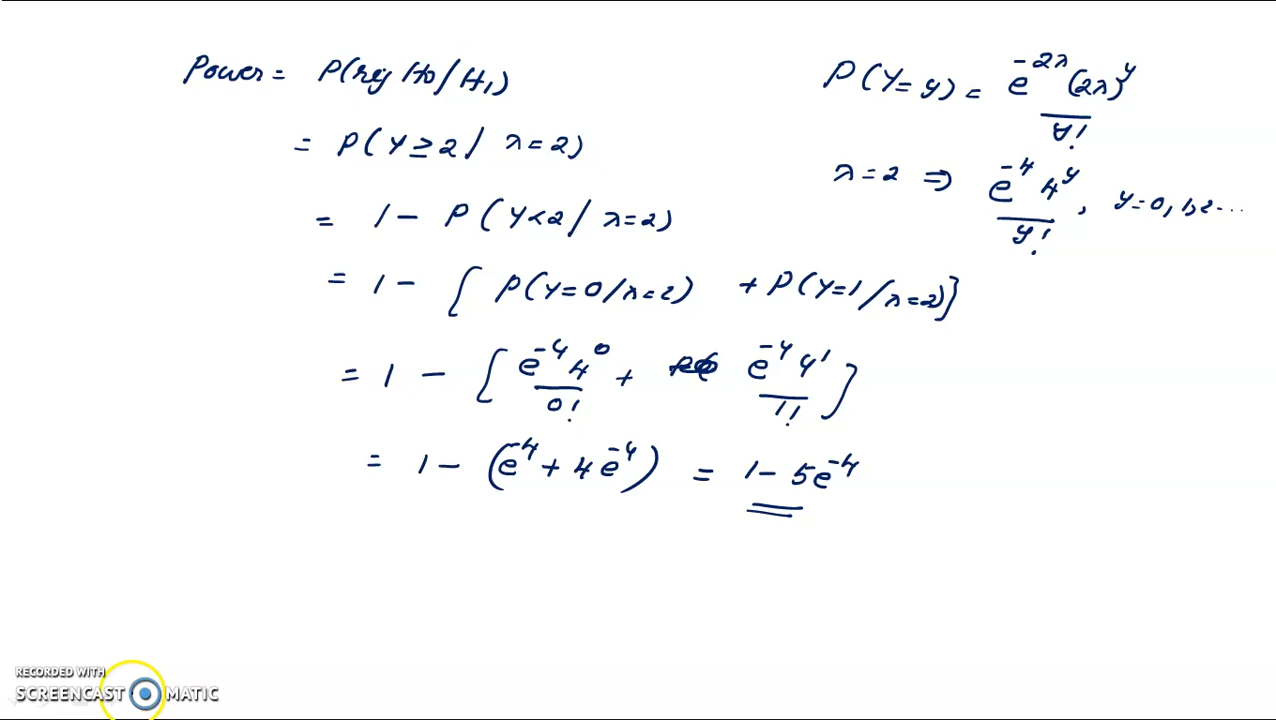 Power = P(rej H0/H1)
P(Y=y) = e^{-2λ}(2λ)^y / y!
= P(Y≥2/ λ=2)
λ=2 ⇒ e^{-4} 4^y / y! , y=0,1,2....
= 1 - P(Y<2/ λ=2)
= 1 - { P(Y=0/λ=2) + P(Y=1/λ=2)}
= 1 - { e^{-4} 4^0 / 0! + e^{-4} 4^1 / 1! }
= 1 - (e^{-4} + 4e^{-4}) = 1 - 5e^{-4}
RECORDED WITH
SCREENCAST MATIC